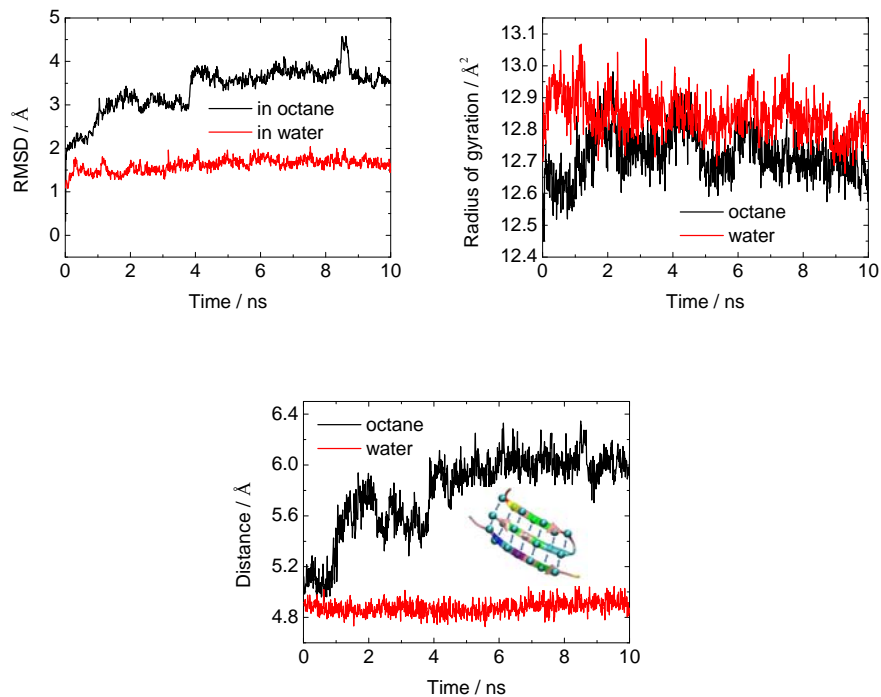 5
4
3
2
1
0
RMSD / Å
in octane
in water
0 2 4 6 8 10
Time / ns
13.1
13.0
12.9
12.8
12.7
12.6
12.5
12.4
Radius of gyration / Å²
octane
water
0 2 4 6 8 10
Time / ns
6.4
6.0
5.6
5.2
4.8
Distance / Å
octane
water
0 2 4 6 8 10
Time / ns